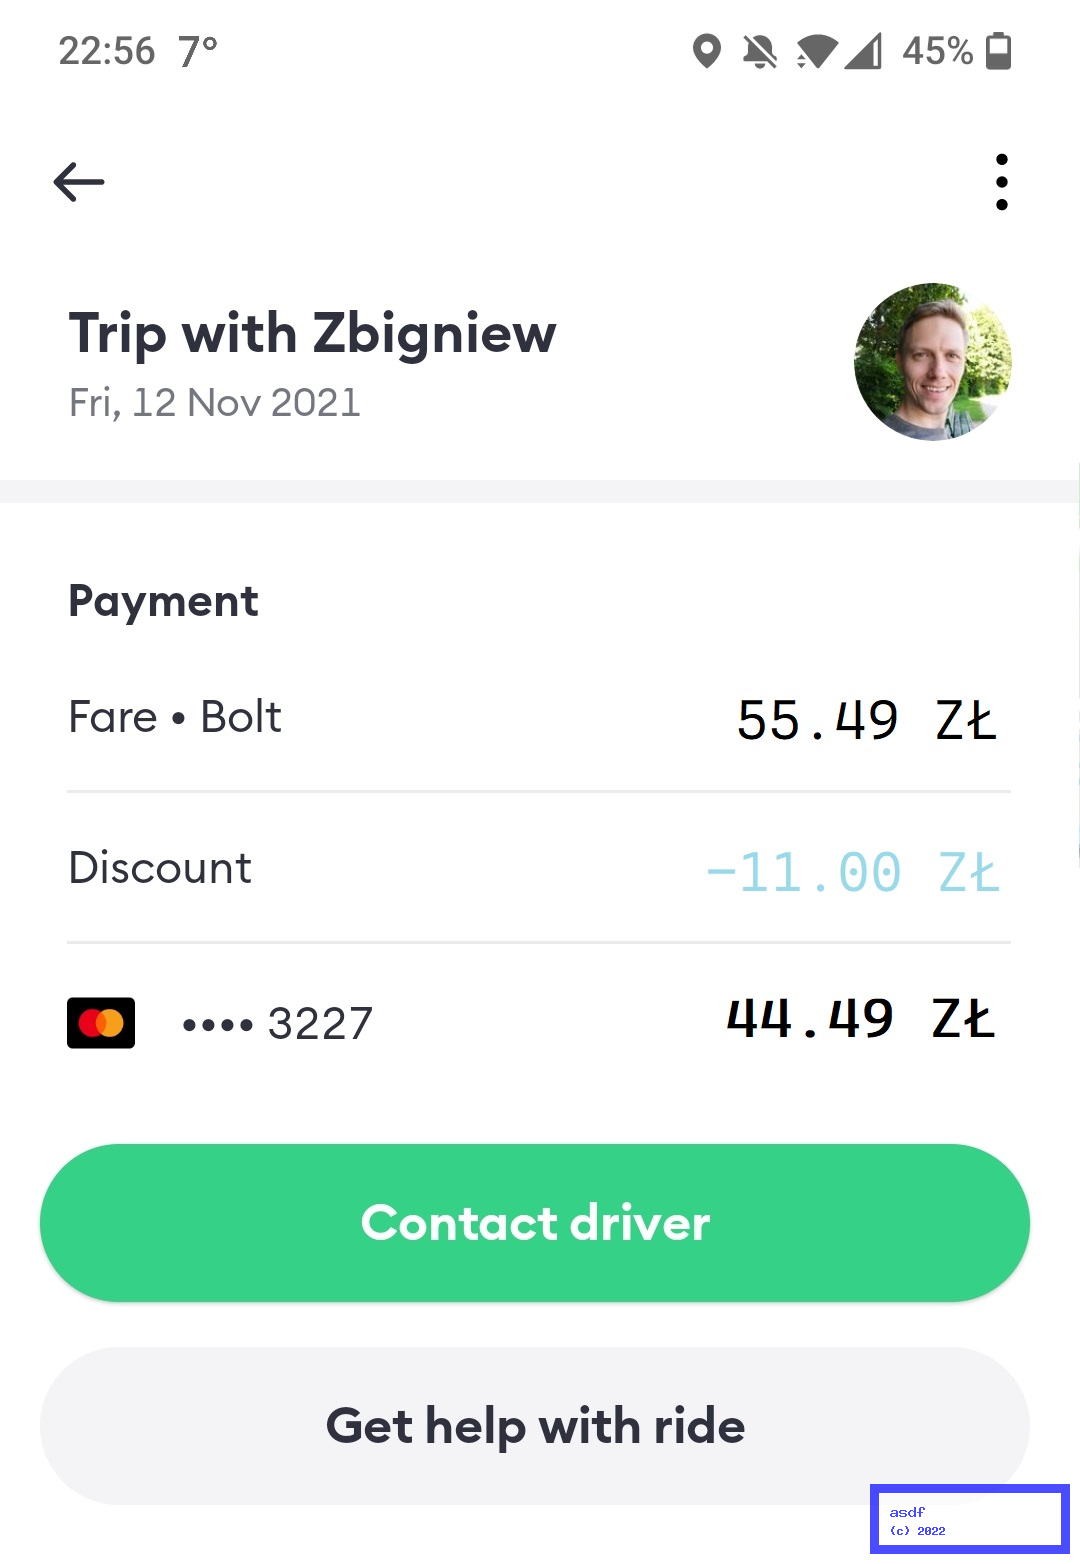 22:56 7° 45%
Trip with Zbigniew
Fri, 12 Nov 2021
Payment
Fare • Bolt 55.49 ZŁ
Discount -11.00 ZŁ
•••• 3227 44.49 ZŁ
Contact driver
Get help with ride
asdf
(c) 2022